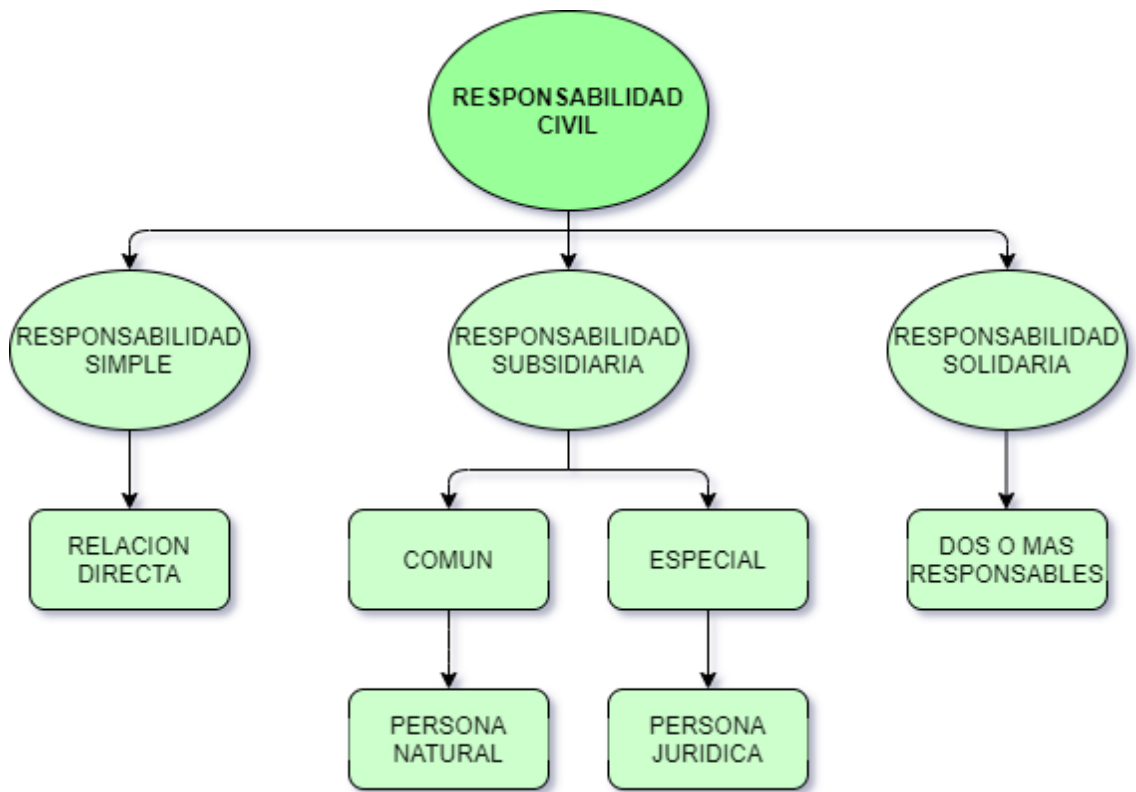 RESPONSABILIDAD
CIVIL
RESPONSABILIDAD
SIMPLE
RESPONSABILIDAD
SUBSIDIARIA
RESPONSABILIDAD
SOLIDARIA
RELACION
DIRECTA
COMUN
ESPECIAL
DOS O MAS
RESPONSABLES
PERSONA
NATURAL
PERSONA
JURIDICA